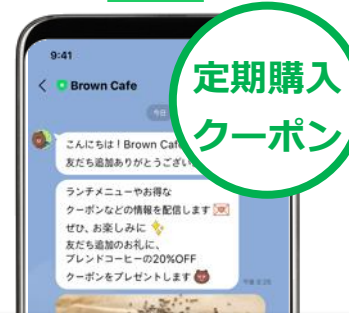 9:41
定期購入
クーポン
Brown Cafe
今日
こんにちは！Brown Caf
友だち追加ありがとうござい
ランチメニューやお得な
クーポンなどの情報を配信します
ぜひ、お楽しみに
友だち追加のお礼に、
ブレンドコーヒーの20%OFF
クーポンをプレゼントします